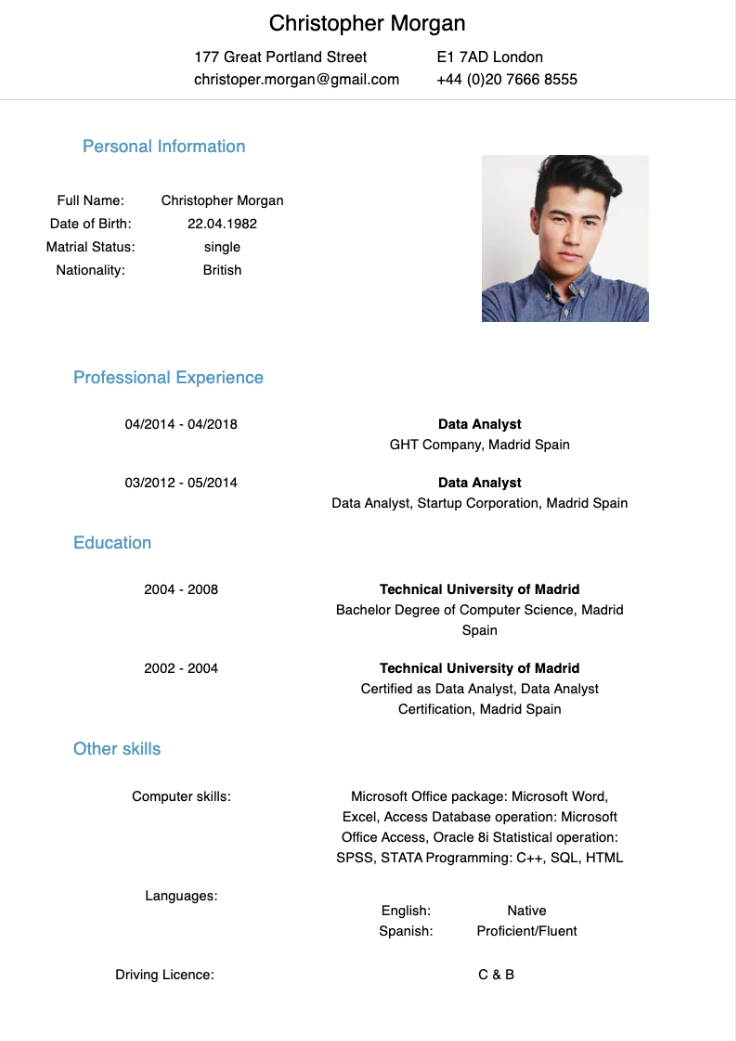 Christopher Morgan
177 Great Portland Street E1 7AD London
christoper.morgan@gmail.com +44 (0)20 7666 8555
Personal Information
Full Name: Christopher Morgan
Date of Birth: 22.04.1982
Matrial Status: single
Nationality: British
Professional Experience
04/2014 - 04/2018 Data Analyst
GHT Company, Madrid Spain
03/2012 - 05/2014 Data Analyst
Data Analyst, Startup Corporation, Madrid Spain
Education
2004 - 2008 Technical University of Madrid
Bachelor Degree of Computer Science, Madrid
Spain
2002 - 2004 Technical University of Madrid
Certified as Data Analyst, Data Analyst
Certification, Madrid Spain
Other skills
Computer skills: Microsoft Office package: Microsoft Word,
Excel, Access Database operation: Microsoft
Office Access, Oracle 8i Statistical operation:
SPSS, STATA Programming: C++, SQL, HTML
Languages:
English: Native
Spanish: Proficient/Fluent
Driving Licence: C & B